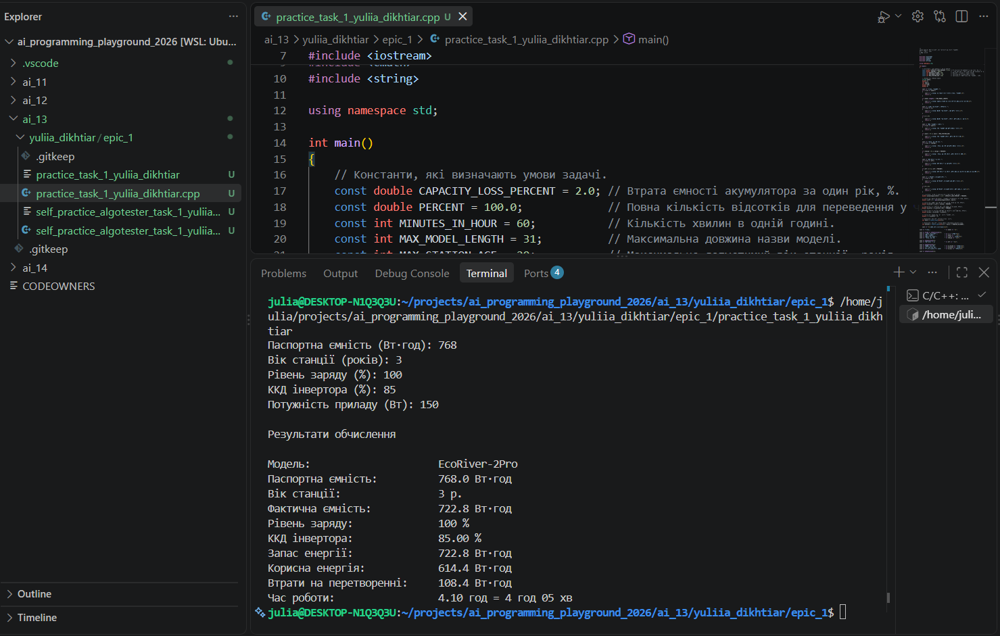 Explorer
ai_programming_playground_2026 [WSL: Ubu...
.vscode
ai_11
ai_12
ai_13
yuliia_dikhtiar / epic_1
.gitkeep
practice_task_1_yuliia_dikhtiar U
practice_task_1_yuliia_dikhtiar.cpp U
self_practice_algotester_task_1_yuliia... U
self_practice_algotester_task_1_yuliia... U
.gitkeep
ai_14
CODEOWNERS
Outline
Timeline
practice_task_1_yuliia_dikhtiar.cpp U
ai_13 > yuliia_dikhtiar > epic_1 > practice_task_1_yuliia_dikhtiar.cpp > main()
7 #include <iostream>
10 #include <string>
11
12 using namespace std;
13
14 int main()
15 {
16 // Константи, які визначають умови задачі.
17 const double CAPACITY_LOSS_PERCENT = 2.0; // Втрата ємності акумулятора за один рік, %.
18 const double PERCENT = 100.0; // Повна кількість відсотків для переведення у
19 const int MINUTES_IN_HOUR = 60; // Кількість хвилин в одній годині.
20 const int MAX_MODEL_LENGTH = 31; // Максимальна довжина назви моделі.
Problems Output Debug Console Terminal Ports 4
julia@DESKTOP-N1Q3Q3U:~/projects/ai_programming_playground_2026/ai_13/yuliia_dikhtiar/epic_1$ /home/j
ulia/projects/ai_programming_playground_2026/ai_13/yuliia_dikhtiar/epic_1/practice_task_1_yuliia_dikh
tiar
Паспортна ємність (Вт·год): 768
Вік станції (років): 3
Рівень заряду (%): 100
ККД інвертора (%): 85
Потужність приладу (Вт): 150
Результати обчислення
Модель: EcoRiver-2Pro
Паспортна ємність: 768.0 Вт·год
Вік станції: 3 р.
Фактична ємність: 722.8 Вт·год
Рівень заряду: 100 %
ККД інвертора: 85.00 %
Запас енергії: 722.8 Вт·год
Корисна енергія: 614.4 Вт·год
Втрати на перетворенні: 108.4 Вт·год
Час роботи: 4.10 год = 4 год 05 хв
julia@DESKTOP-N1Q3Q3U:~/projects/ai_programming_playground_2026/ai_13/yuliia_dikhtiar/epic_1$
C/C++: ...
/home/juli...